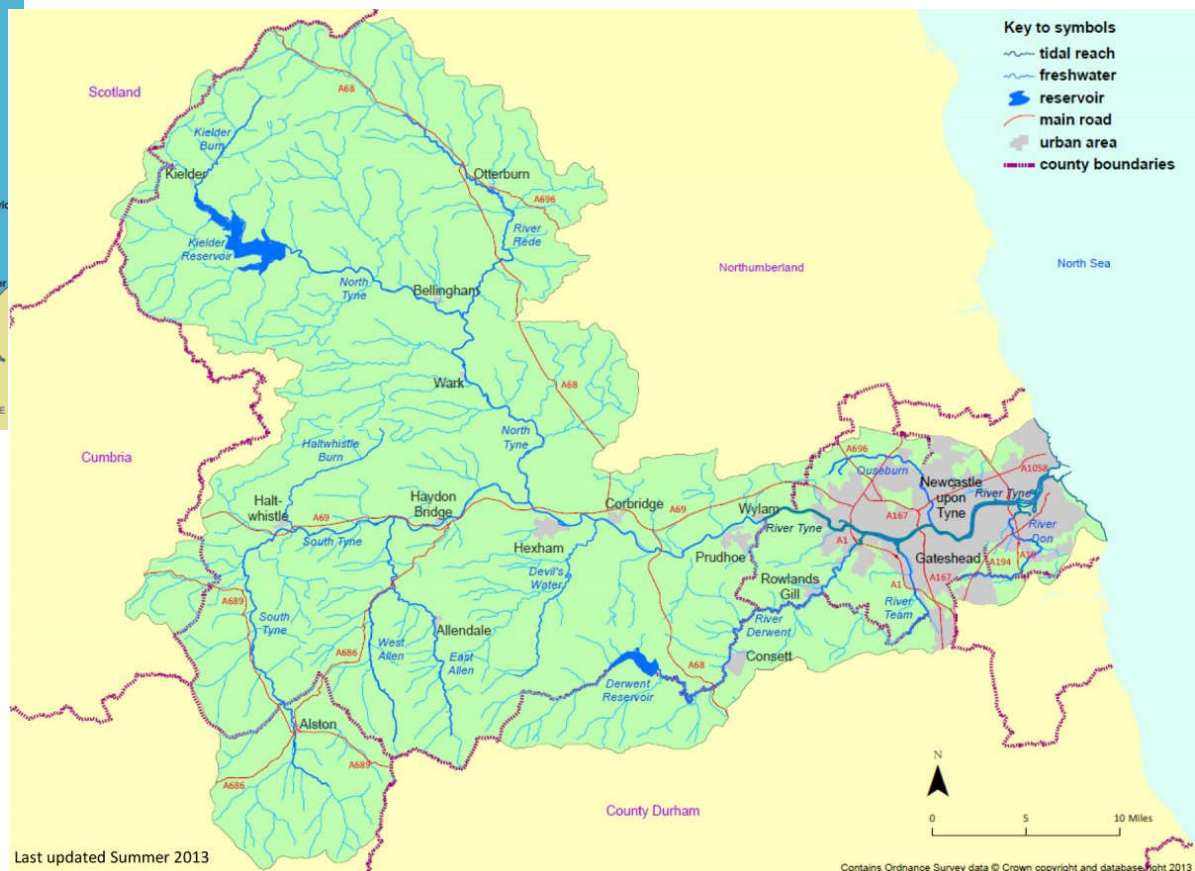 Key to symbols
tidal reach
freshwater
reservoir
main road
urban area
county boundaries
Scotland
A68
Kielder
Burn
Kielder
Otterburn
A696
River
Rede
Kielder
Reservoir
Northumberland
North Sea
North
Tyne
Bellingham
Wark
A68
North
Tyne
Haltwhistle
Burn
Cumbria
A696
Ouseburn
A1058
Newcastle
upon
Tyne
River Tyne
Halt-
whistle
A69
Haydon
Bridge
Corbridge
A69
Wylam
River Tyne
A167
River
Don
South Tyne
Hexham
Prudhoe
A1
Gateshead
A194
A19
Devil's
Water
Rowlands
Gill
A1
A167
River
Team
A689
South
Tyne
West
Allen
Allendale
East
Allen
River
Derwent
A686
Consett
A68
Derwent
Reservoir
Alston
A689
A686
County Durham
N
0 5 10 Miles
Last updated Summer 2013
Contains Ordnance Survey data © Crown copyright and database right 2013